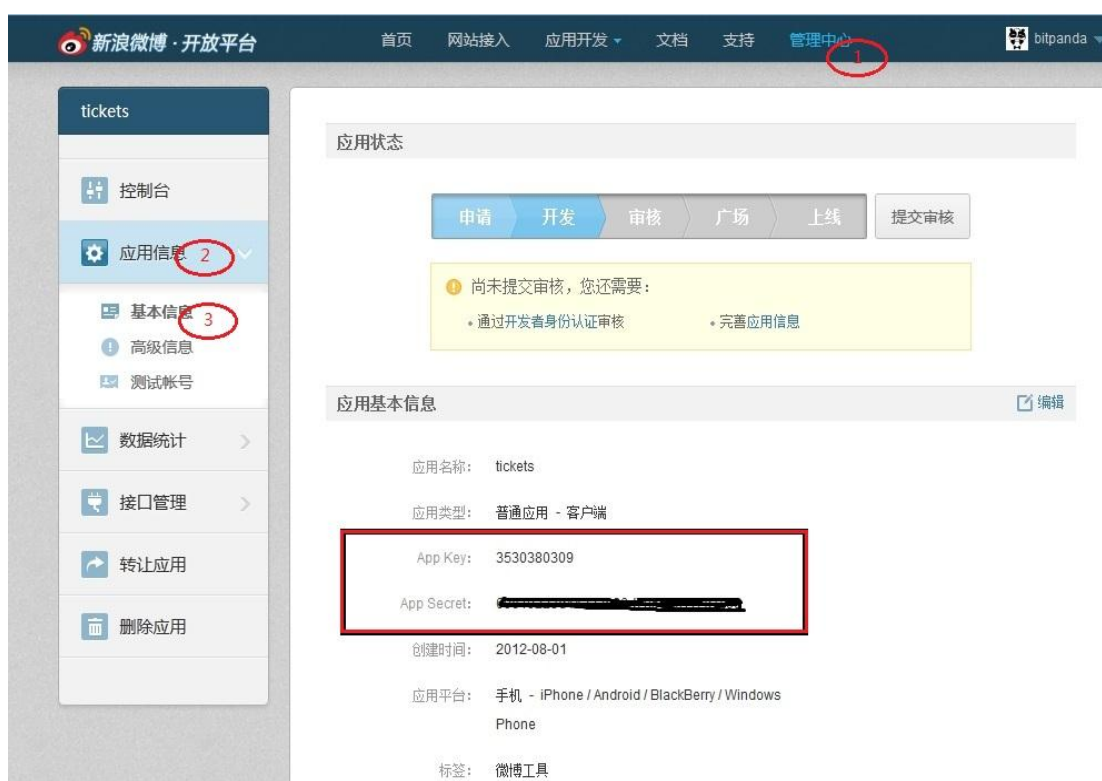 新浪微博·开放平台
首页 网站接入 应用开发 文档 支持 管理中心 bitpanda
1
tickets
控制台
应用信息 2
基本信息 3
高级信息
测试帐号
数据统计
接口管理
转让应用
删除应用
应用状态
申请 开发 审核 广场 上线 提交审核
尚未提交审核，您还需要：
•通过开发者身份认证审核 •完善应用信息
应用基本信息 编辑
应用名称： tickets
应用类型： 普通应用 - 客户端
App Key： 3530380309
App Secret：
创建时间： 2012-08-01
应用平台： 手机 - iPhone / Android / BlackBerry / Windows
Phone
标签： 微博工具